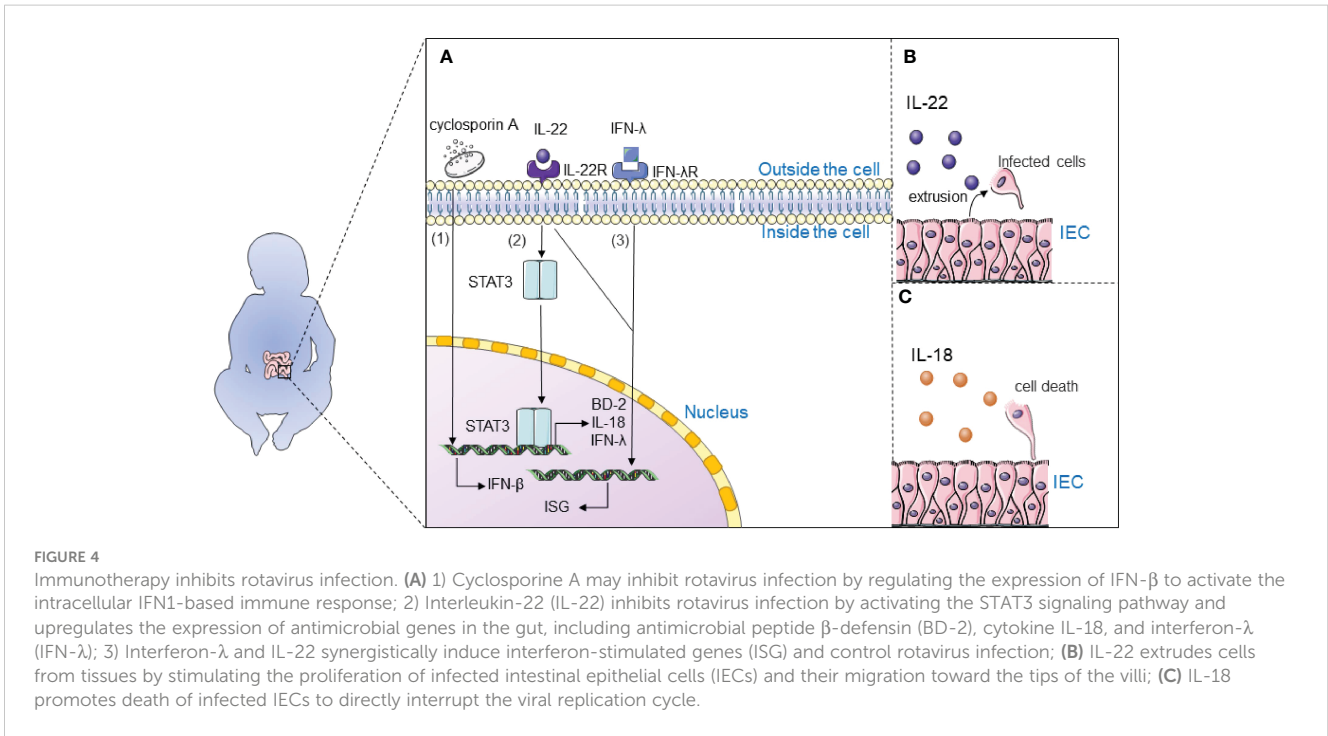 A
cyclosporin A
IL-22
IFN-λ
IL-22R
IFN-λR
Outside the cell
Inside the cell
(1)
(2)
(3)
STAT3
Nucleus
STAT3
BD-2
IL-18
IFN-λ
IFN-β
ISG
B
IL-22
Infected cells
extrusion
IEC
C
IL-18
cell death
IEC
FIGURE 4
Immunotherapy inhibits rotavirus infection. (A) 1) Cyclosporine A may inhibit rotavirus infection by regulating the expression of IFN-β to activate the
intracellular IFN1-based immune response; 2) Interleukin-22 (IL-22) inhibits rotavirus infection by activating the STAT3 signaling pathway and
upregulates the expression of antimicrobial genes in the gut, including antimicrobial peptide β-defensin (BD-2), cytokine IL-18, and interferon-λ
(IFN-λ); 3) Interferon-λ and IL-22 synergistically induce interferon-stimulated genes (ISG) and control rotavirus infection; (B) IL-22 extrudes cells
from tissues by stimulating the proliferation of infected intestinal epithelial cells (IECs) and their migration toward the tips of the villi; (C) IL-18
promotes death of infected IECs to directly interrupt the viral replication cycle.